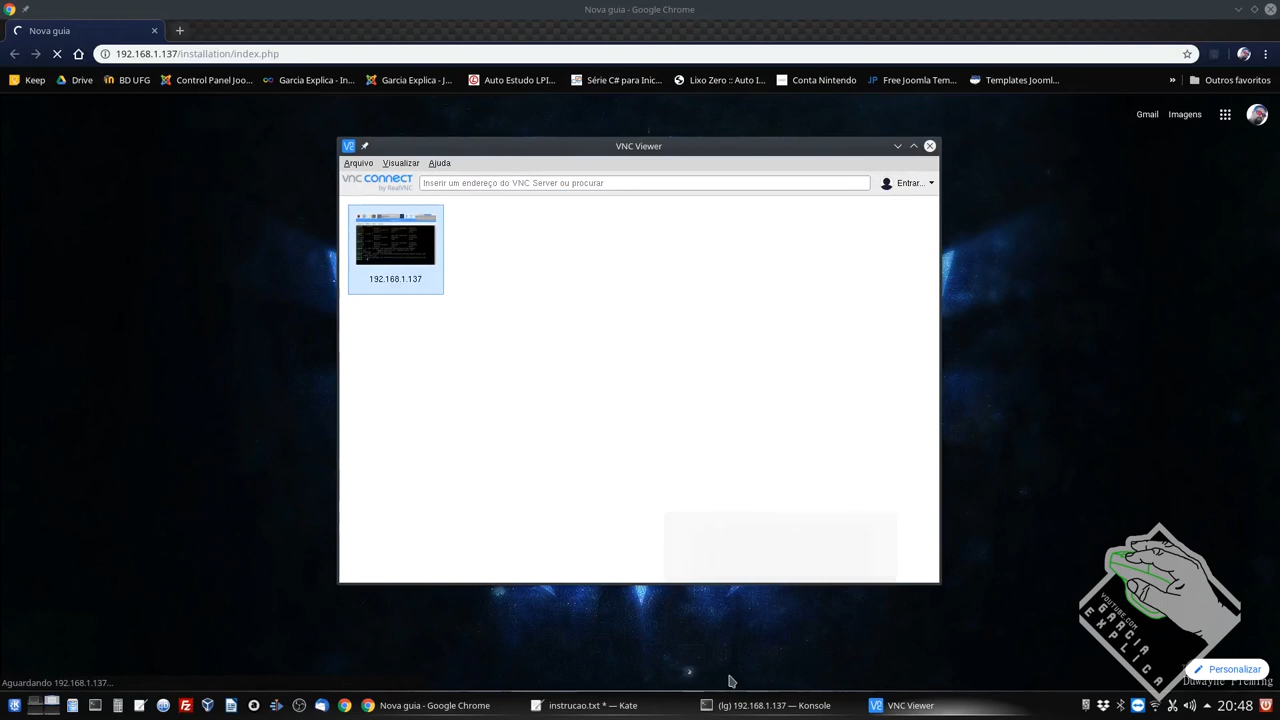 Nova guia - Google Chrome
Nova guia
192.168.1.137/installation/index.php
Keep
Drive
BD UFG
Control Panel Joo...
Garcia Explica - In...
Garcia Explica - J...
Auto Estudo LPI...
Série C# para Inic...
Lixo Zero :: Auto I...
Conta Nintendo
Free Joomla Tem...
Templates Jooml...
»
Outros favoritos
Gmail
Imagens
VNC Viewer
Arquivo
Visualizar
Ajuda
vnc connect
by RealVNC
Inserir um endereço do VNC Server ou procurar
Entrar...
192.168.1.137
YOUTUBE.COM
GARCIA
EXPLICA
Personalizar
Aguardando 192.168.1.137...
Nova guia - Google Chrome
instrucao.txt * — Kate
(lg) 192.168.1.137 — Konsole
VNC Viewer
20:48